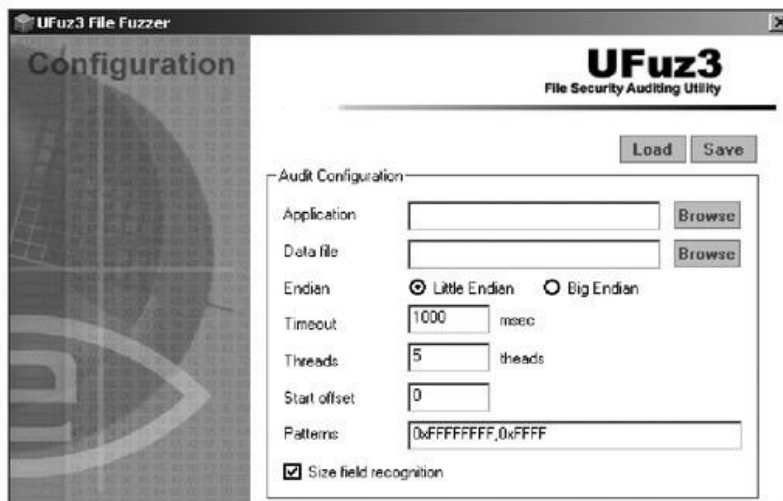 UFuz3 File Fuzzer
Configuration
UFuz3
File Security Auditing Utility
Load Save
Audit Configuration
Application Browse
Data file Browse
Endian Little Endian Big Endian
Timeout 1000 msec
Threads 5 theads
Start offset 0
Patterns 0xFFFFFFFF,0xFFFF
Size field recognition